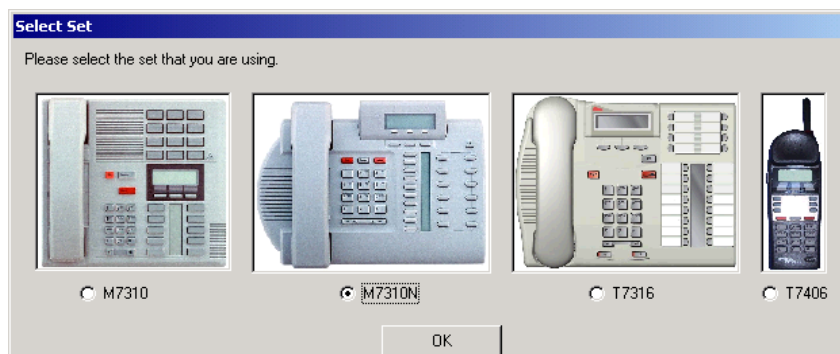 Select Set
Please select the set that you are using.
M7310
M7310N
T7316
T7406
OK